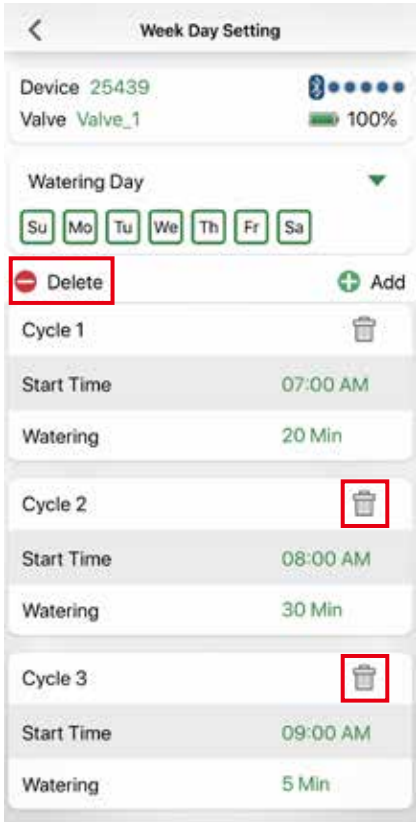 Week Day Setting
Device 25439
Valve Valve_1 100%
Watering Day
Su Mo Tu We Th Fr Sa
Delete Add
Cycle 1
Start Time 07:00 AM
Watering 20 Min
Cycle 2
Start Time 08:00 AM
Watering 30 Min
Cycle 3
Start Time 09:00 AM
Watering 5 Min